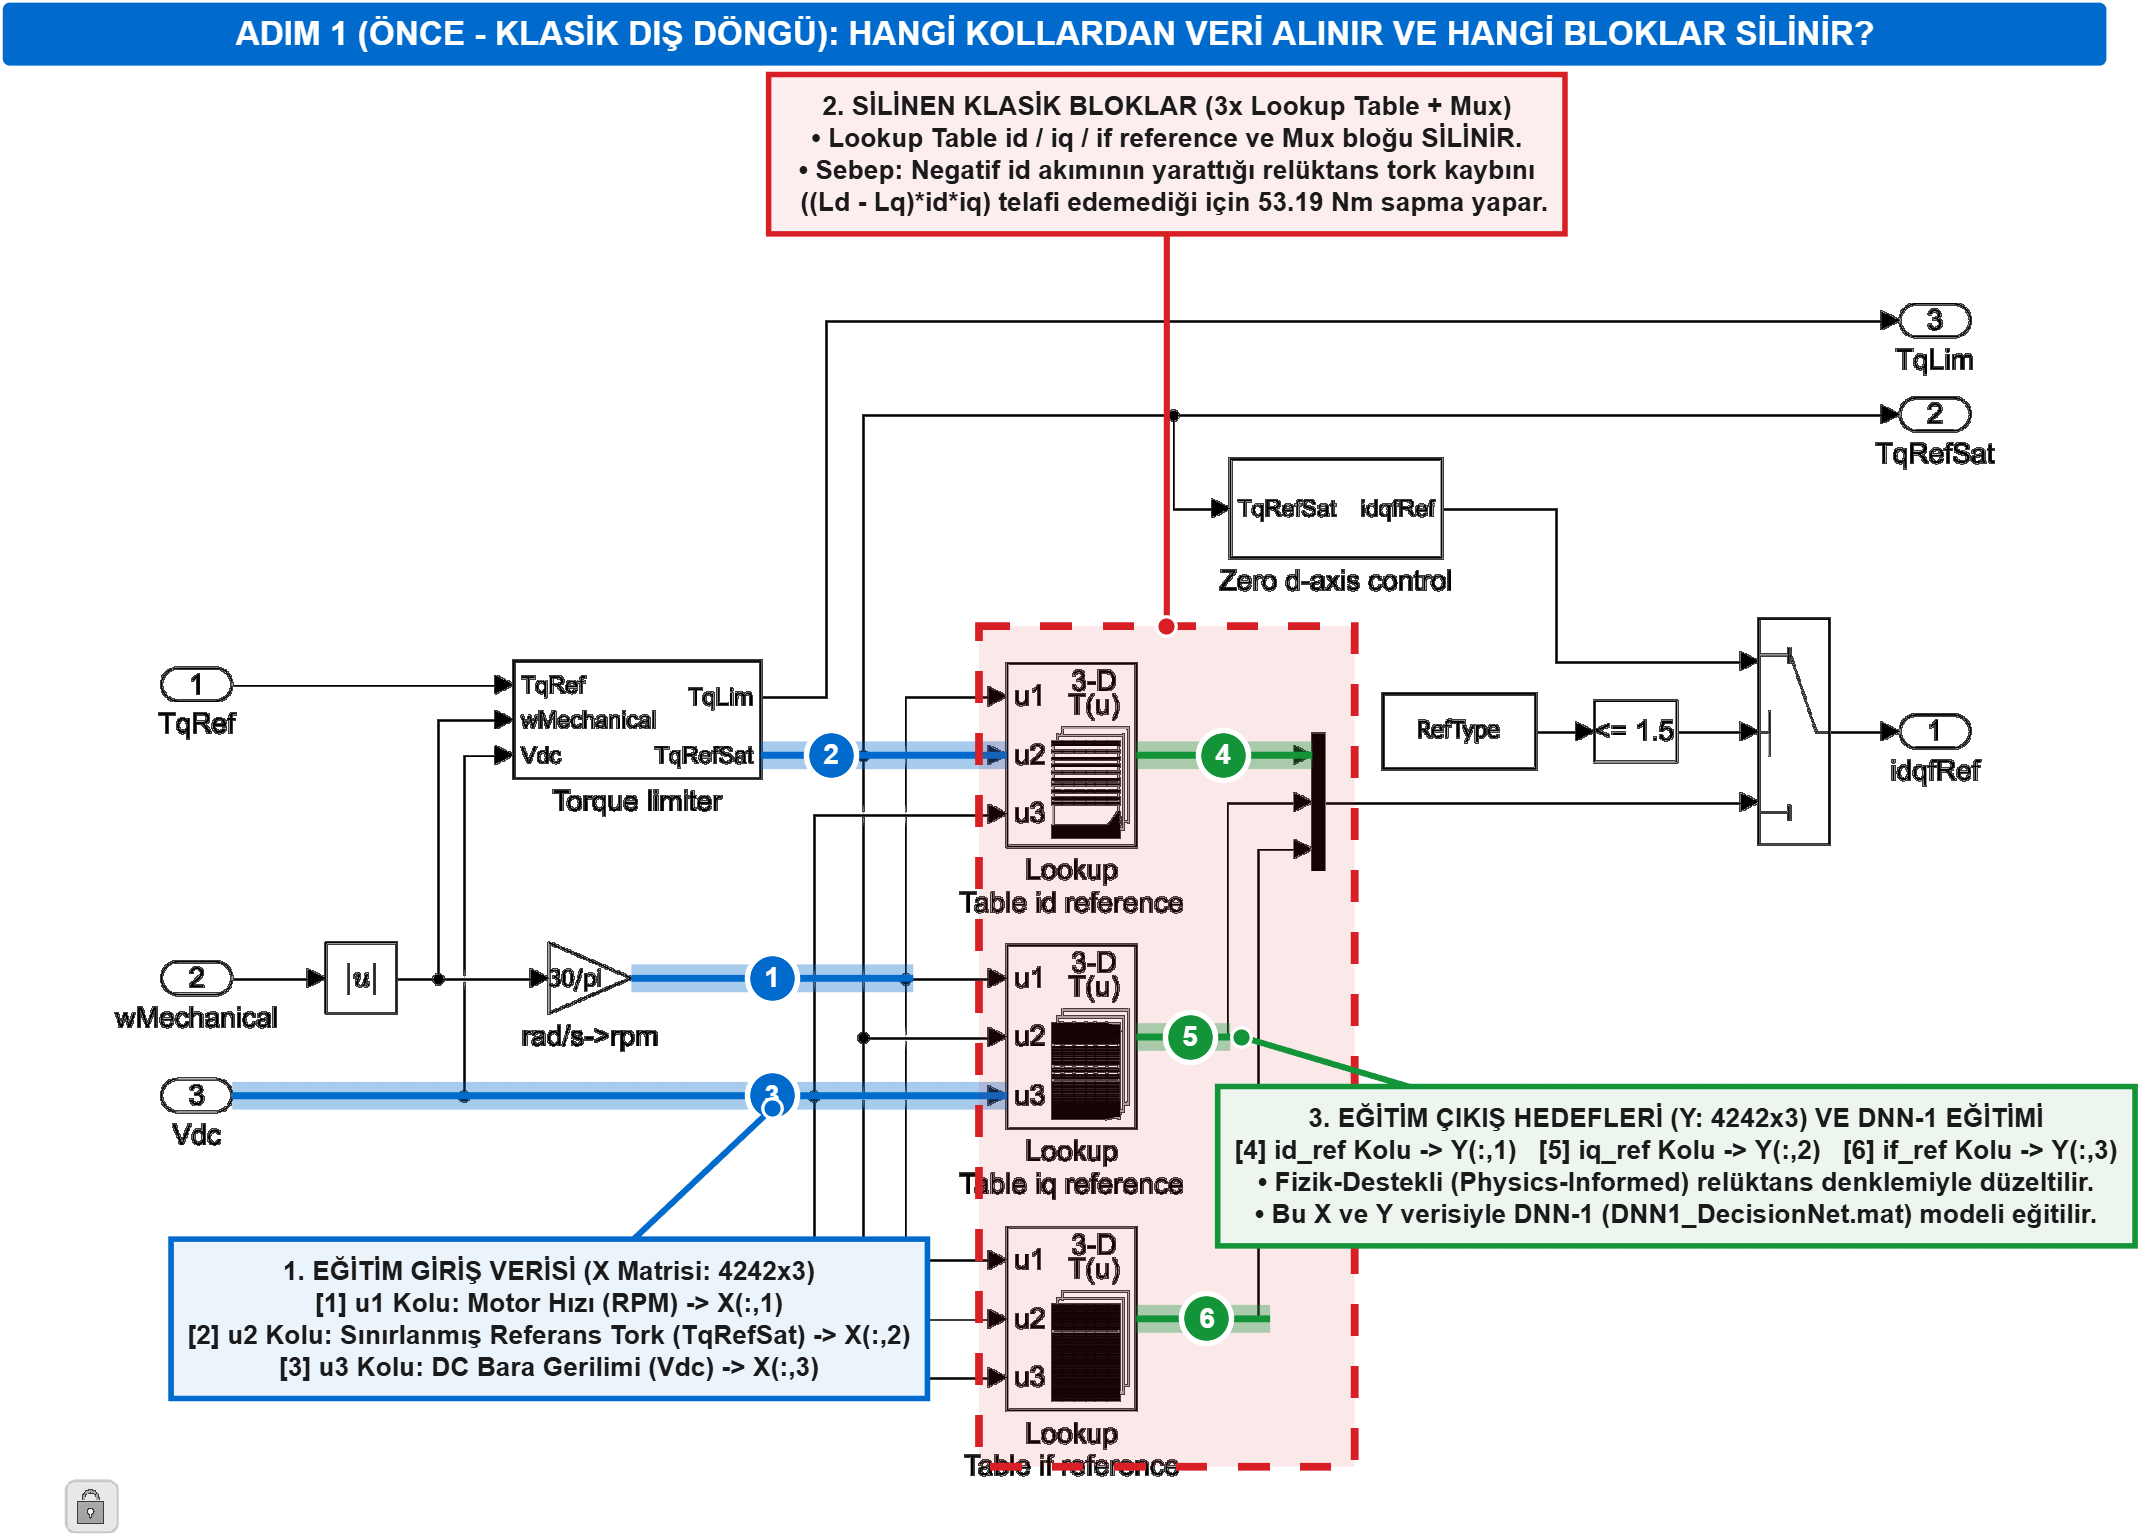 ADIM 1 (ÖNCE - KLASİK DIŞ DÖNGÜ): HANGİ KOLLARDAN VERİ ALINIR VE HANGİ BLOKLAR SİLİNİR?
2. SİLİNEN KLASİK BLOKLAR (3x Lookup Table + Mux)
• Lookup Table id / iq / if reference ve Mux bloğu SİLİNİR.
• Sebep: Negatif id akımının yarattığı relüktans tork kaybını
((Ld - Lq)*id*iq) telafi edemediği için 53.19 Nm sapma yapar.
3
TqLim
2
TqRefSat
TqRefSat idqfRef
Zero d-axis control
1
TqRef
TqRef
wMechanical
Vdc
TqLim
TqRefSat
Torque limiter
2
u1
u2
u3
3-D
T(u)
Lookup
Table id reference
4
RefType
<= 1.5
1
idqfRef
2
wMechanical
|u|
30/pi
rad/s->rpm
1
u1
u2
u3
3-D
T(u)
Lookup
Table iq reference
5
3
Vdc
3
3. EĞİTİM ÇIKIŞ HEDEFLERİ (Y: 4242x3) VE DNN-1 EĞİTİMİ
[4] id_ref Kolu -> Y(:,1) [5] iq_ref Kolu -> Y(:,2) [6] if_ref Kolu -> Y(:,3)
• Fizik-Destekli (Physics-Informed) relüktans denklemiyle düzeltilir.
• Bu X ve Y verisiyle DNN-1 (DNN1_DecisionNet.mat) modeli eğitilir.
1. EĞİTİM GİRİŞ VERİSİ (X Matrisi: 4242x3)
[1] u1 Kolu: Motor Hızı (RPM) -> X(:,1)
[2] u2 Kolu: Sınırlanmış Referans Tork (TqRefSat) -> X(:,2)
[3] u3 Kolu: DC Bara Gerilimi (Vdc) -> X(:,3)
u1
u2
u3
3-D
T(u)
Lookup
Table if reference
6